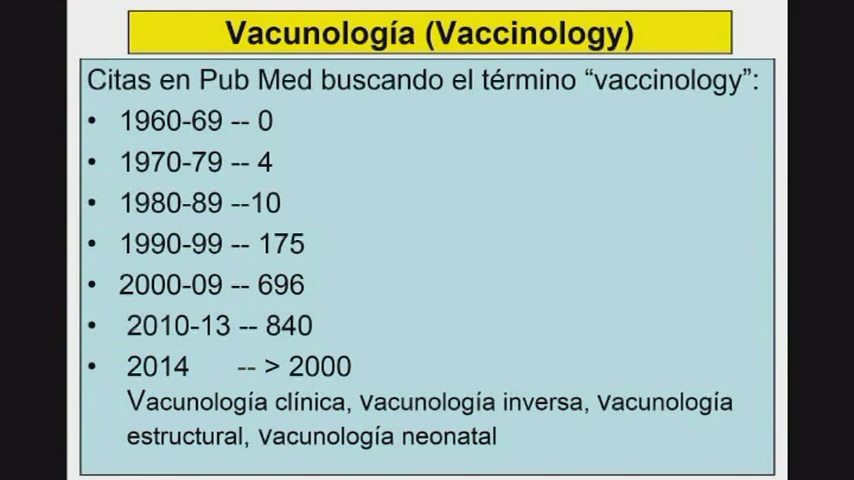 Vacunología (Vaccinology)
Citas en Pub Med buscando el término “vaccinology”:
• 1960-69 -- 0
• 1970-79 -- 4
• 1980-89 --10
• 1990-99 -- 175
• 2000-09 -- 696
• 2010-13 -- 840
• 2014 -- > 2000
Vacunología clínica, vacunología inversa, vacunología
estructural, vacunología neonatal